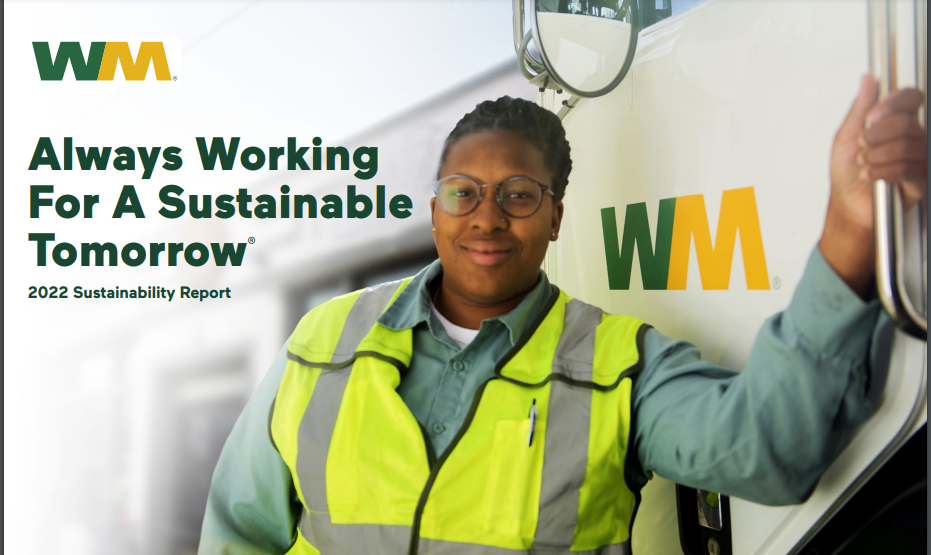 WM®
Always Working
For A Sustainable
Tomorrow®
2022 Sustainability Report
WM®